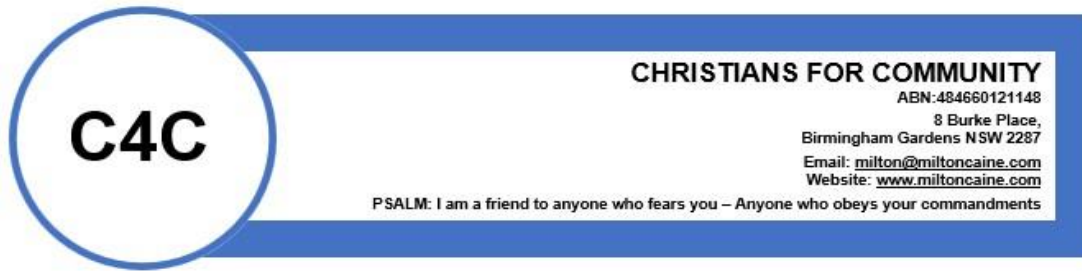 C4C
CHRISTIANS FOR COMMUNITY
ABN:484660121148
8 Burke Place,
Birmingham Gardens NSW 2287
Email: milton@miltoncaine.com
Website: www.miltoncaine.com
PSALM: I am a friend to anyone who fears you – Anyone who obeys your commandments